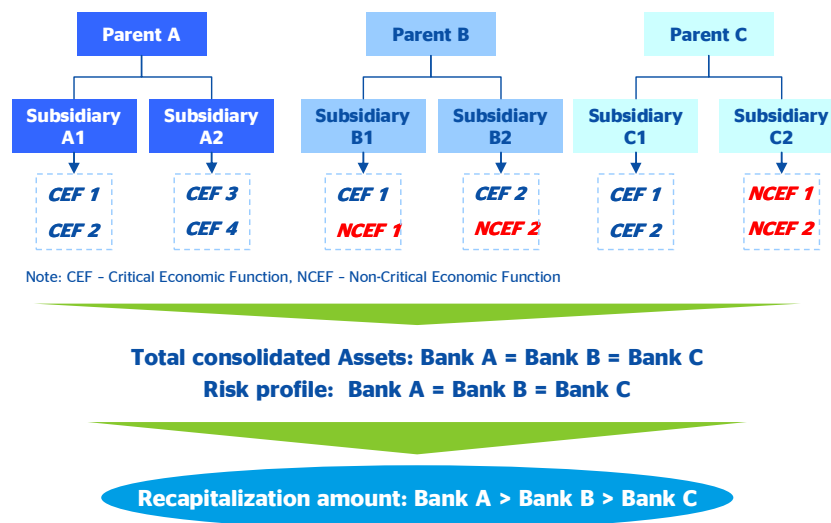 Parent A
Parent B
Parent C
Subsidiary A1
Subsidiary A2
Subsidiary B1
Subsidiary B2
Subsidiary C1
Subsidiary C2
CEF 1
CEF 2
CEF 3
CEF 4
CEF 1
NCEF 1
CEF 2
NCEF 2
CEF 1
CEF 2
NCEF 1
NCEF 2
Note: CEF – Critical Economic Function, NCEF – Non-Critical Economic Function
Total consolidated Assets: Bank A = Bank B = Bank C
Risk profile: Bank A = Bank B = Bank C
Recapitalization amount: Bank A > Bank B > Bank C